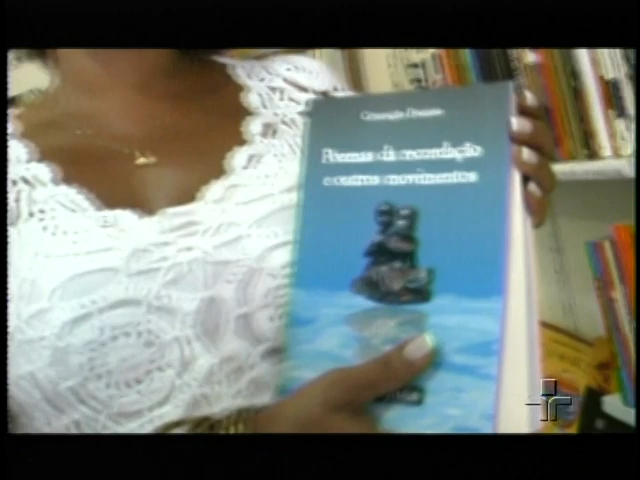 Conceição Evaristo
Poemas da recordação
e outros movimentos